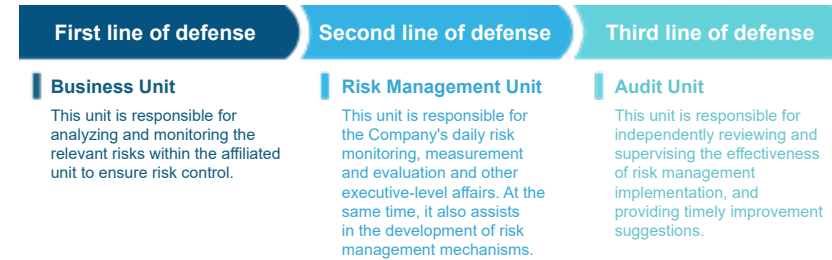 First line of defense
Second line of defense
Third line of defense
Business Unit
This unit is responsible for
analyzing and monitoring the
relevant risks within the affiliated
unit to ensure risk control.
Risk Management Unit
This unit is responsible for
the Company's daily risk
monitoring, measurement
and evaluation and other
executive-level affairs. At the
same time, it also assists
in the development of risk
management mechanisms.
Audit Unit
This unit is responsible for
independently reviewing and
supervising the effectiveness
of risk management
implementation, and
providing timely improvement
suggestions.